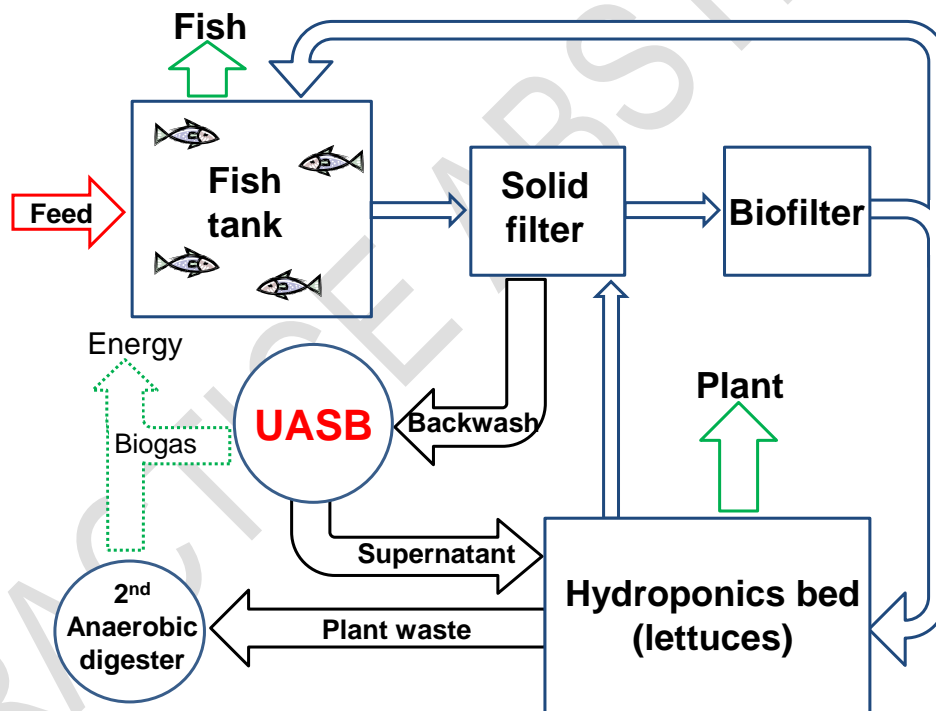 Fish
Feed
Fish
tank
Solid
filter
Biofilter
Energy
Biogas
UASB
Backwash
Plant
Supernatant
Hydroponics bed
(lettuces)
Plant waste
2nd
Anaerobic
digester